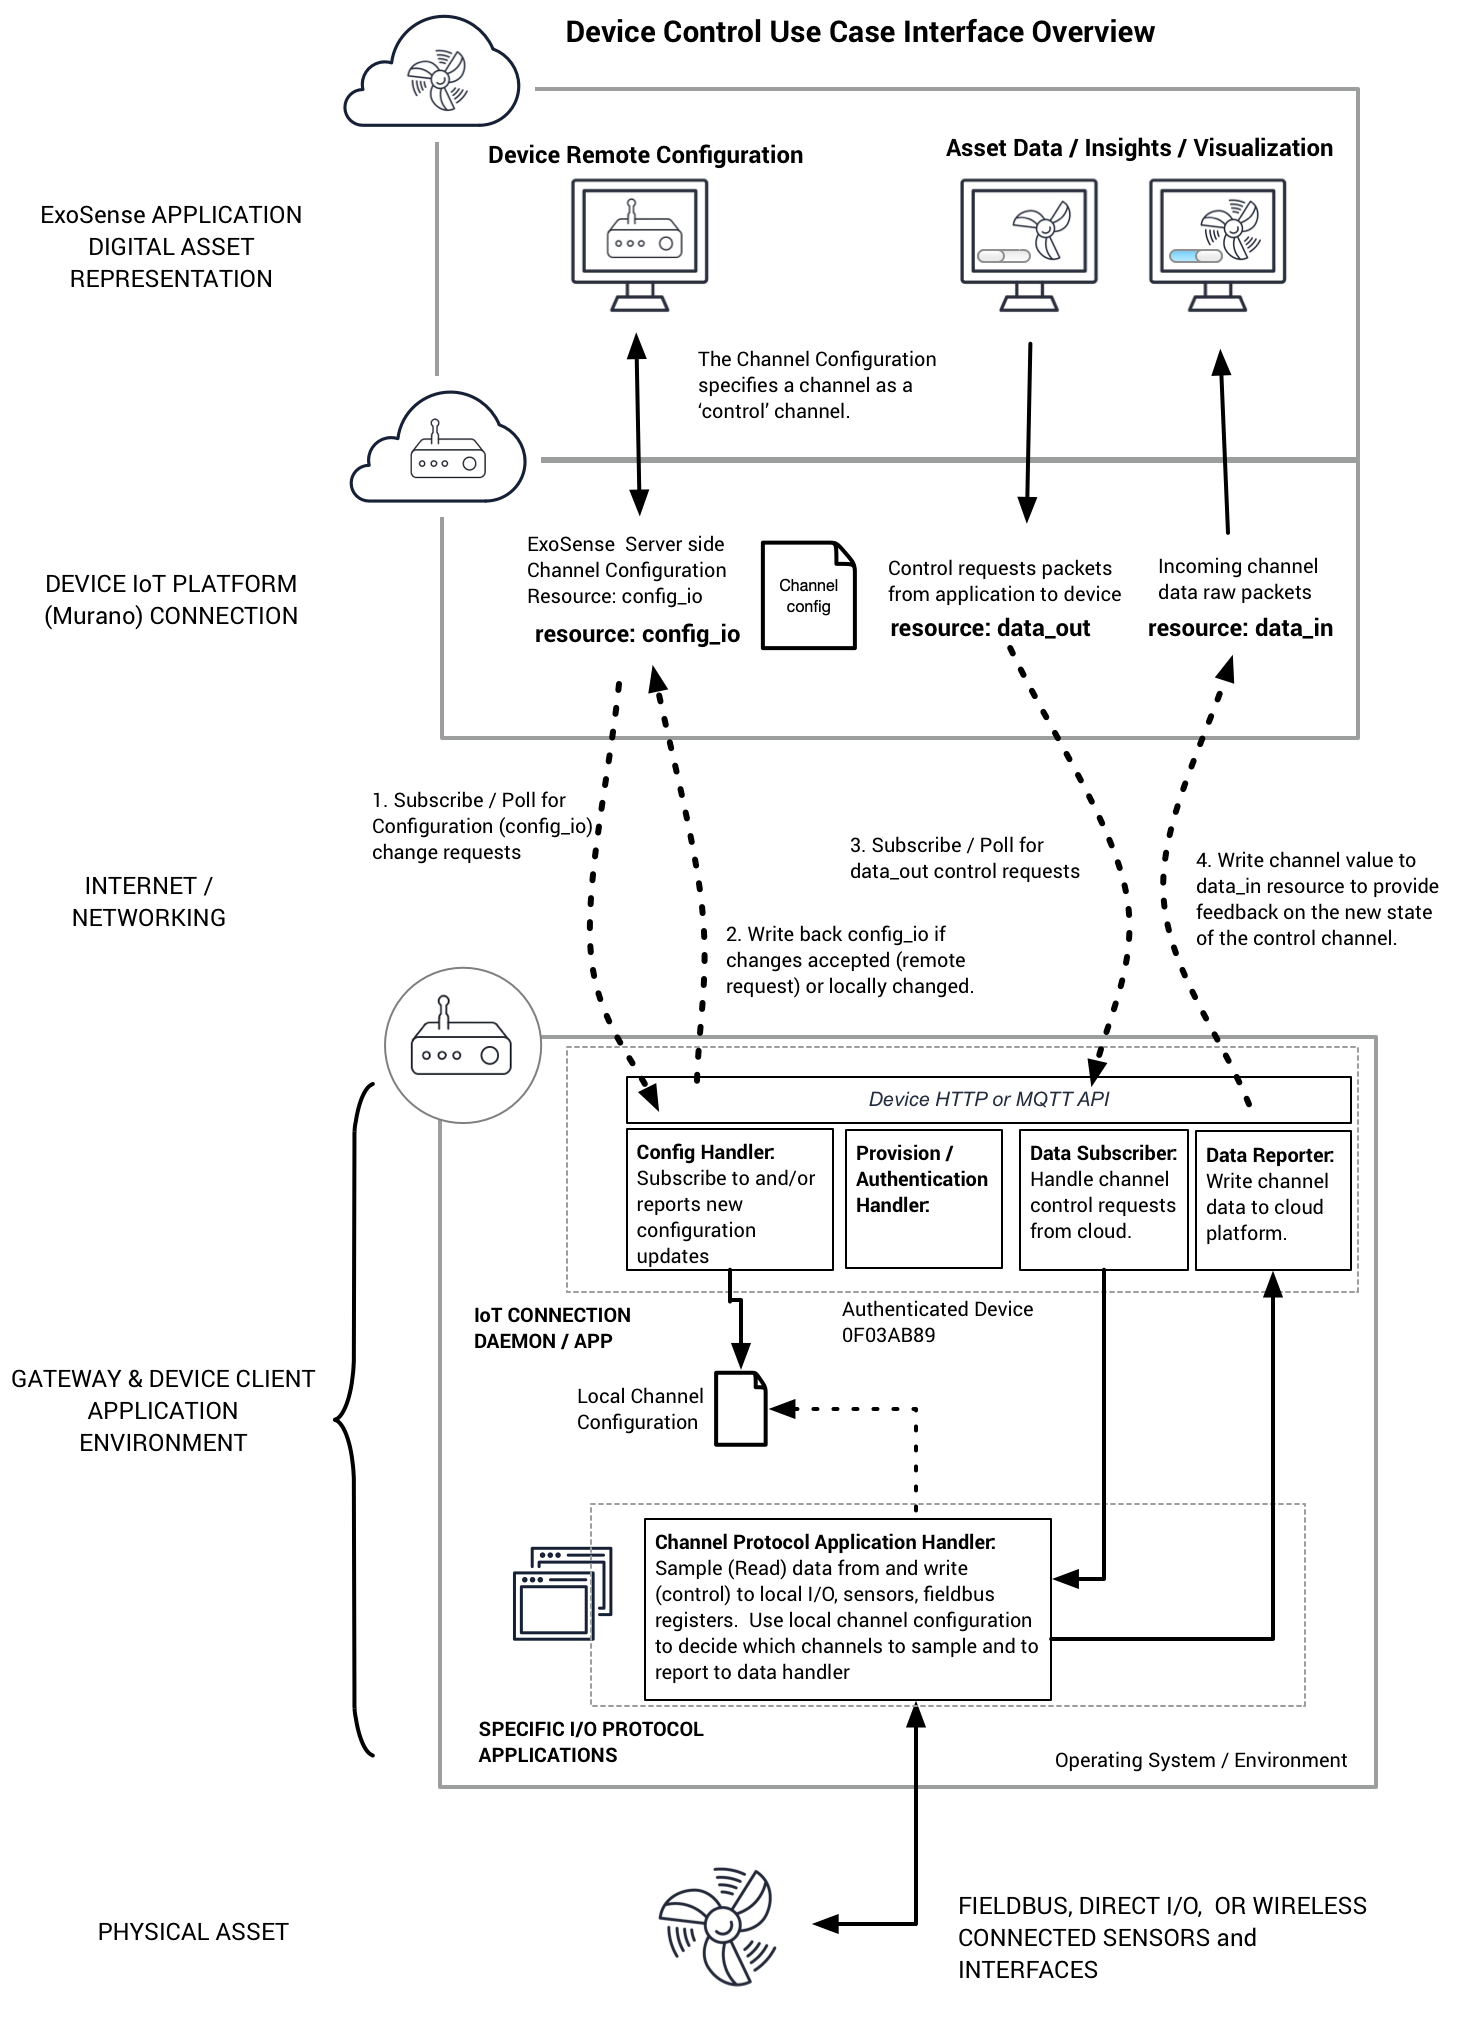 Device Control Use Case Interface Overview
Device Remote Configuration
Asset Data / Insights / Visualization
ExoSense APPLICATION
DIGITAL ASSET
REPRESENTATION
The Channel Configuration
specifies a channel as a
‘control’ channel.
DEVICE IoT PLATFORM
(Murano) CONNECTION
ExoSense  Server side
Channel Configuration
Resource: config_io
resource: config_io
Channel
config
Control requests packets
from application to device
resource: data_out
Incoming channel
data raw packets
resource: data_in
INTERNET /
NETWORKING
1. Subscribe / Poll for
Configuration (config_io)
change requests
2. Write back config_io if
changes accepted (remote
request) or locally changed.
3. Subscribe / Poll for
data_out control requests
4. Write channel value to
data_in resource to provide
feedback on the new state
of the control channel.
GATEWAY & DEVICE CLIENT
APPLICATION
ENVIRONMENT
Device HTTP or MQTT API
Config Handler:
Subscribe to and/or
reports new
configuration
updates
Provision /
Authentication
Handler:
Data Subscriber:
Handle channel
control requests
from cloud.
Data Reporter:
Write channel
data to cloud
platform.
IoT CONNECTION
DAEMON / APP
Authenticated Device
0F03AB89
Local Channel
Configuration
Channel Protocol Application Handler:
Sample (Read) data from and write
(control) to local I/O, sensors, fieldbus
registers.  Use local channel configuration
to decide which channels to sample and to
report to data handler
SPECIFIC I/O PROTOCOL
APPLICATIONS
Operating System / Environment
PHYSICAL ASSET
FIELDBUS, DIRECT I/O,  OR WIRELESS
CONNECTED SENSORS and
INTERFACES